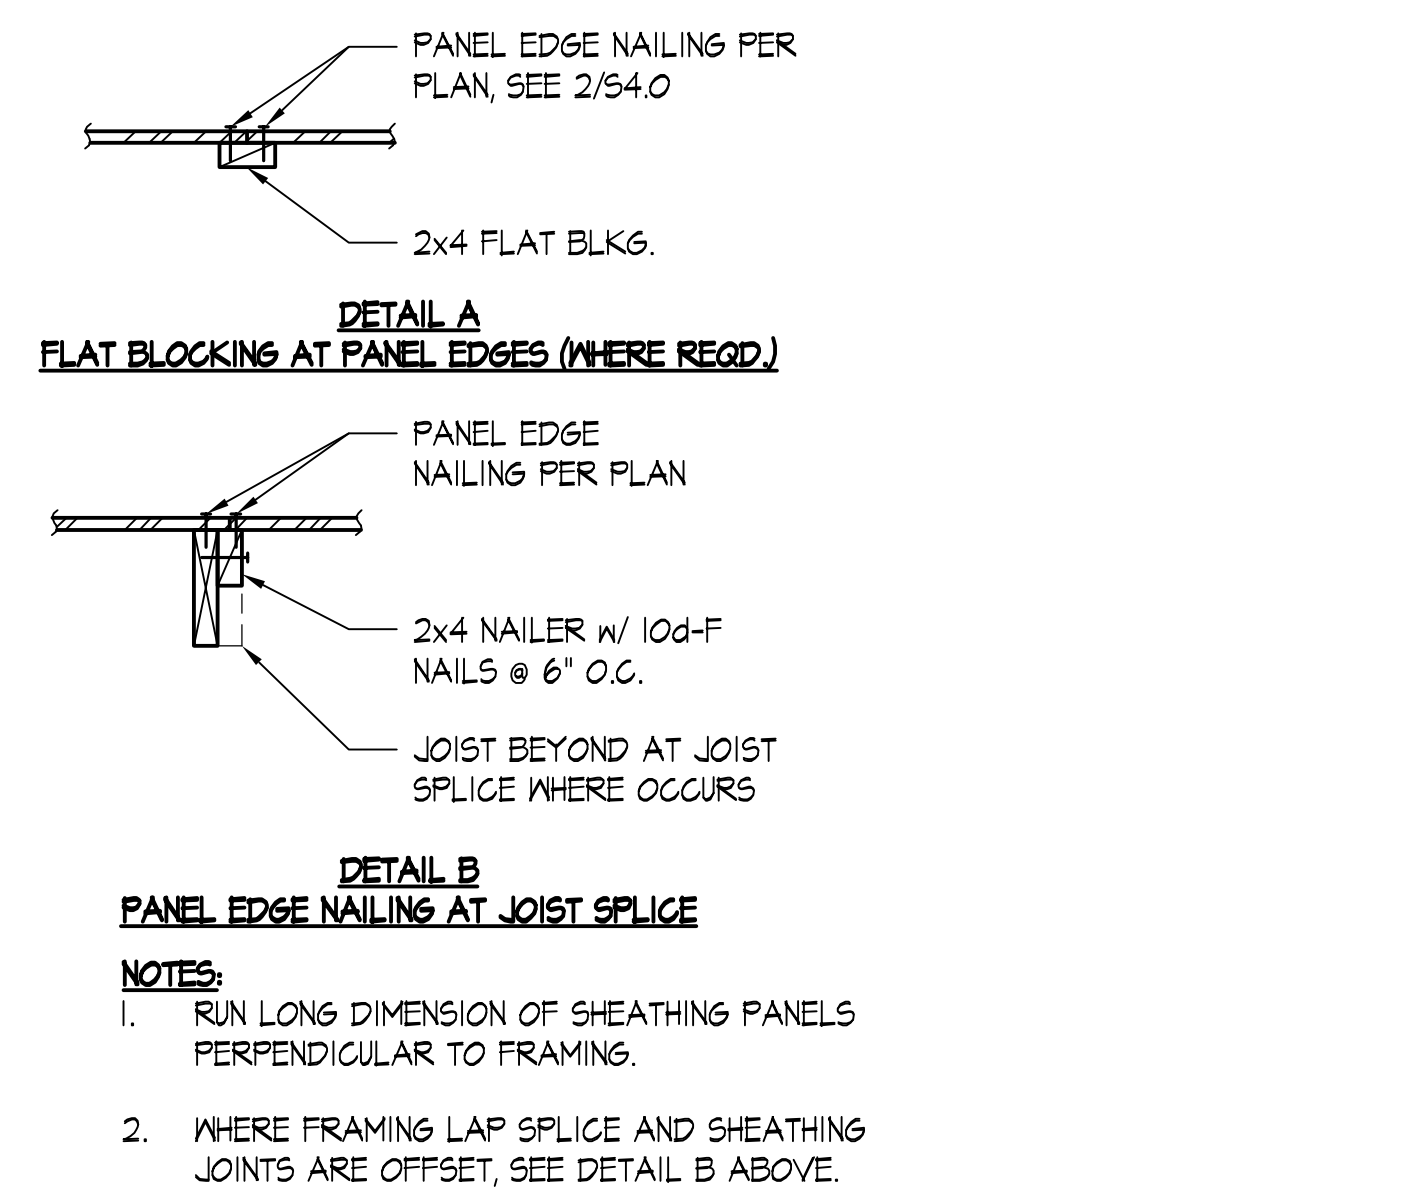 PANEL EDGE NAILING PER
PLAN, SEE 2/S4.0
2x4 FLAT BLKG.
DETAIL A
FLAT BLOCKING AT PANEL EDGES (WHERE REQD.)
PANEL EDGE
NAILING PER PLAN
2x4 NAILER w/ 10d-F
NAILS @ 6" O.C.
JOIST BEYOND AT JOIST
SPLICE WHERE OCCURS
DETAIL B
PANEL EDGE NAILING AT JOIST SPLICE
NOTES:
1. RUN LONG DIMENSION OF SHEATHING PANELS
PERPENDICULAR TO FRAMING.
2. WHERE FRAMING LAP SPLICE AND SHEATHING
JOINTS ARE OFFSET, SEE DETAIL B ABOVE.